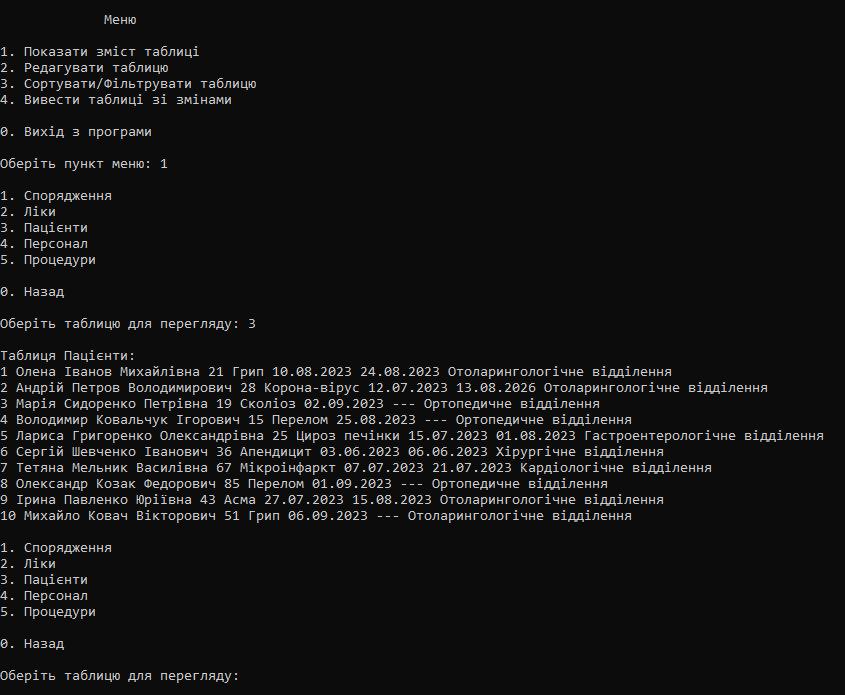 Меню
1. Показати зміст таблиці
2. Редагувати таблицю
3. Сортувати/Фільтрувати таблицю
4. Вивести таблиці зі змінами
0. Вихід з програми
Оберіть пункт меню: 1
1. Спорядження
2. Ліки
3. Пацієнти
4. Персонал
5. Процедури
0. Назад
Оберіть таблицю для перегляду: 3
Таблиця Пацієнти:
1 Олена Іванов Михайлівна 21 Грип 10.08.2023 24.08.2023 Отоларингологічне відділення
2 Андрій Петров Володимирович 28 Корона-вірус 12.07.2023 13.08.2026 Отоларингологічне відділення
3 Марія Сидоренко Петрівна 19 Сколіоз 02.09.2023 --- Ортопедичне відділення
4 Володимир Ковальчук Ігорович 15 Перелом 25.08.2023 --- Ортопедичне відділення
5 Лариса Григоренко Олександрівна 25 Цироз печінки 15.07.2023 01.08.2023 Гастроентерологічне відділення
6 Сергій Шевченко Іванович 36 Апендицит 03.06.2023 06.06.2023 Хірургічне відділення
7 Тетяна Мельник Василівна 67 Мікроінфаркт 07.07.2023 21.07.2023 Кардіологічне відділення
8 Олександр Козак Федорович 85 Перелом 01.09.2023 --- Ортопедичне відділення
9 Ірина Павленко Юріївна 43 Асма 27.07.2023 15.08.2023 Отоларингологічне відділення
10 Михайло Ковач Вікторович 51 Грип 06.09.2023 --- Отоларингологічне відділення
1. Спорядження
2. Ліки
3. Пацієнти
4. Персонал
5. Процедури
0. Назад
Оберіть таблицю для перегляду: